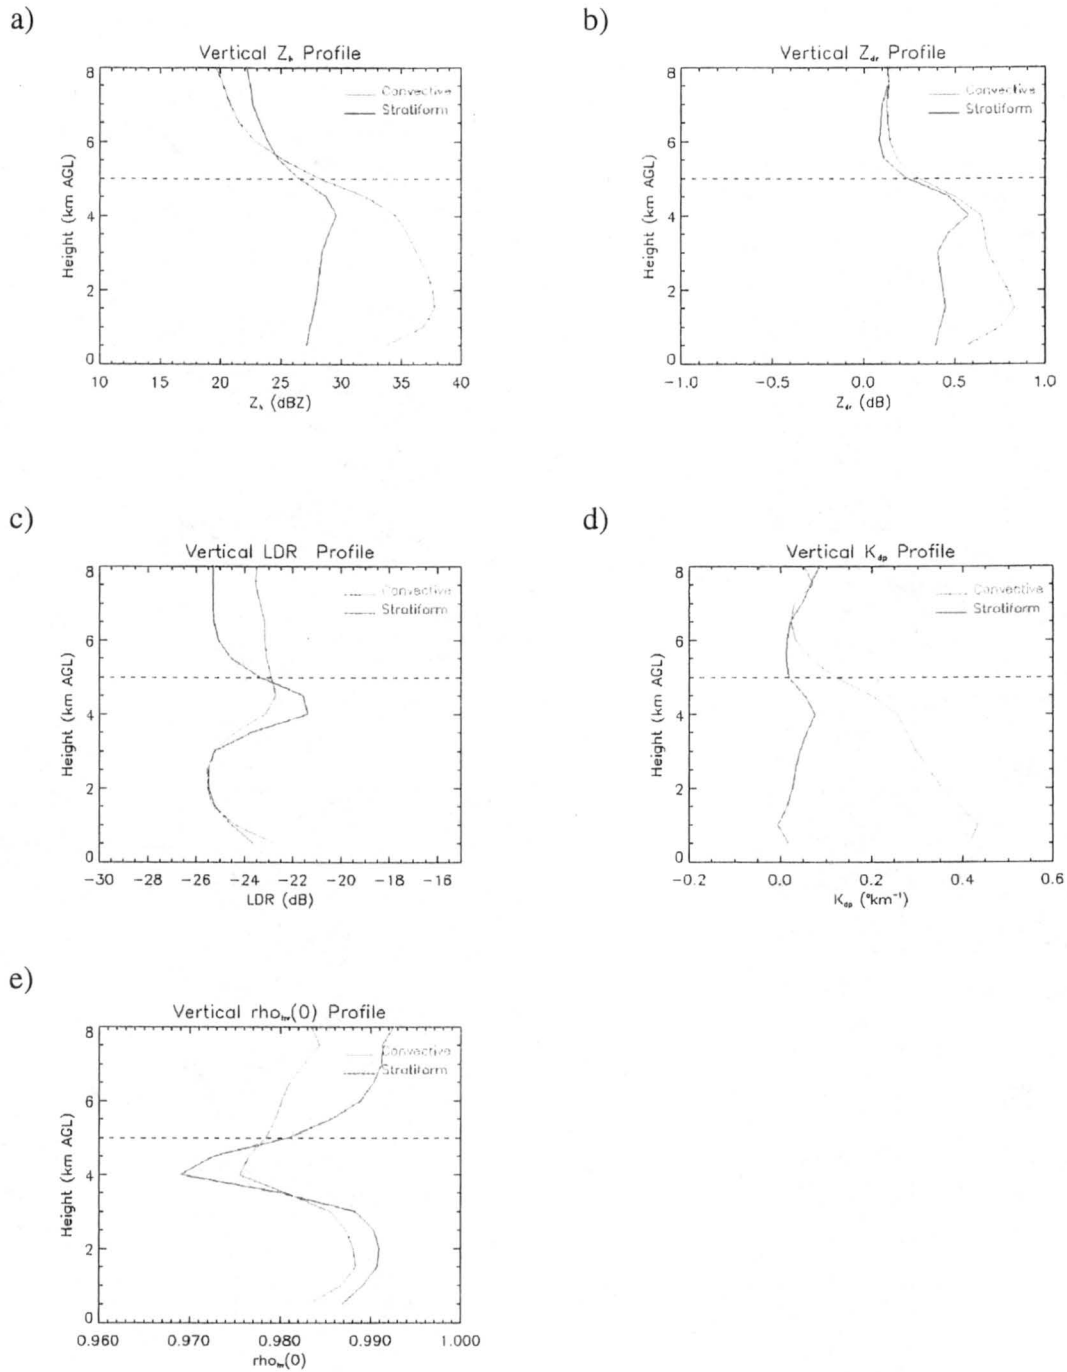 a)
Vertical Zₕ Profile
Convective
Stratiform
Height (km AGL)
8
6
4
2
0
10 15 20 25 30 35 40
Zₕ (dBZ)
b)
Vertical Z_dr Profile
Convective
Stratiform
Height (km AGL)
8
6
4
2
0
-1.0 -0.5 0.0 0.5 1.0
Z_dr (dB)
c)
Vertical LDR Profile
Convective
Stratiform
Height (km AGL)
8
6
4
2
0
-30 -28 -26 -24 -22 -20 -18 -16
LDR (dB)
d)
Vertical K_dp Profile
Convective
Stratiform
Height (km AGL)
8
6
4
2
0
-0.2 0.0 0.2 0.4 0.6
K_dp (°km⁻¹)
e)
Vertical rho_hv(0) Profile
Convective
Stratiform
Height (km AGL)
8
6
4
2
0
0.960 0.970 0.980 0.990 1.000
rho_hv(0)